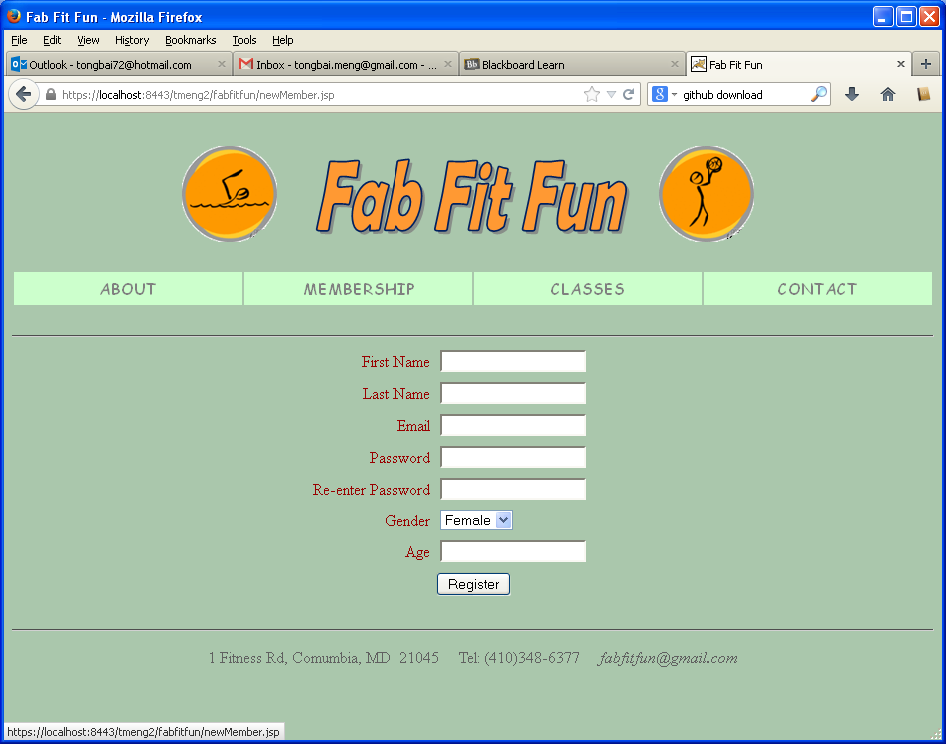 Fab Fit Fun - Mozilla Firefox
File Edit View History Bookmarks Tools Help
Outlook - tongbai72@hotmail.com Inbox - tongbai.meng@gmail.com - ... Bb Blackboard Learn Fab Fit Fun
https://localhost:8443/tmeng2/fabfitfun/newMember.jsp 8 github download
Fab Fit Fun
ABOUT MEMBERSHIP CLASSES CONTACT
First Name
Last Name
Email
Password
Re-enter Password
Gender Female
Age
Register
1 Fitness Rd, Comumbia, MD 21045 Tel: (410)348-6377 fabfitfun@gmail.com
https://localhost:8443/tmeng2/fabfitfun/newMember.jsp